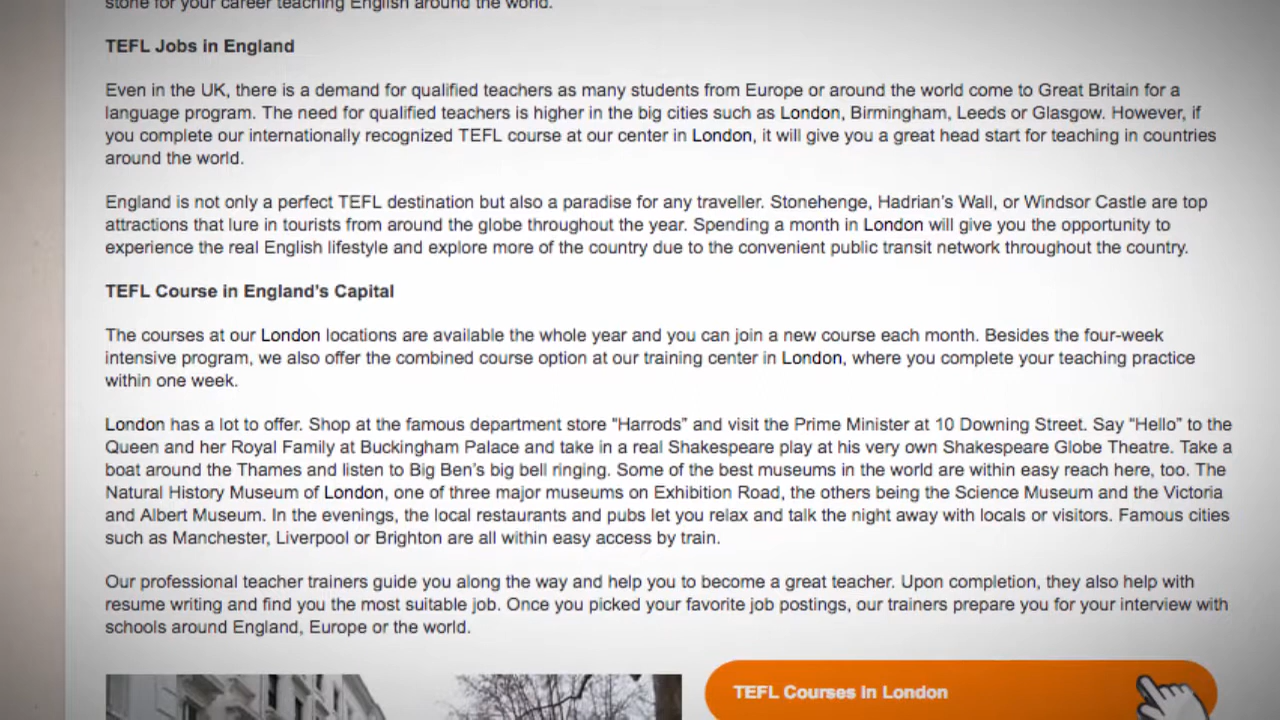 stone for your career teaching English around the world.
TEFL Jobs in England
Even in the UK, there is a demand for qualified teachers as many students from Europe or around the world come to Great Britain for a
language program. The need for qualified teachers is higher in the big cities such as London, Birmingham, Leeds or Glasgow. However, if
you complete our internationally recognized TEFL course at our center in London, it will give you a great head start for teaching in countries
around the world.
England is not only a perfect TEFL destination but also a paradise for any traveller. Stonehenge, Hadrian's Wall, or Windsor Castle are top
attractions that lure in tourists from around the globe throughout the year. Spending a month in London will give you the opportunity to
experience the real English lifestyle and explore more of the country due to the convenient public transit network throughout the country.
TEFL Course in England's Capital
The courses at our London locations are available the whole year and you can join a new course each month. Besides the four-week
intensive program, we also offer the combined course option at our training center in London, where you complete your teaching practice
within one week.
London has a lot to offer. Shop at the famous department store "Harrods" and visit the Prime Minister at 10 Downing Street. Say "Hello" to the
Queen and her Royal Family at Buckingham Palace and take in a real Shakespeare play at his very own Shakespeare Globe Theatre. Take a
boat around the Thames and listen to Big Ben's big bell ringing. Some of the best museums in the world are within easy reach here, too. The
Natural History Museum of London, one of three major museums on Exhibition Road, the others being the Science Museum and the Victoria
and Albert Museum. In the evenings, the local restaurants and pubs let you relax and talk the night away with locals or visitors. Famous cities
such as Manchester, Liverpool or Brighton are all within easy access by train.
Our professional teacher trainers guide you along the way and help you to become a great teacher. Upon completion, they also help with
resume writing and find you the most suitable job. Once you picked your favorite job postings, our trainers prepare you for your interview with
schools around England, Europe or the world.
TEFL Courses in London